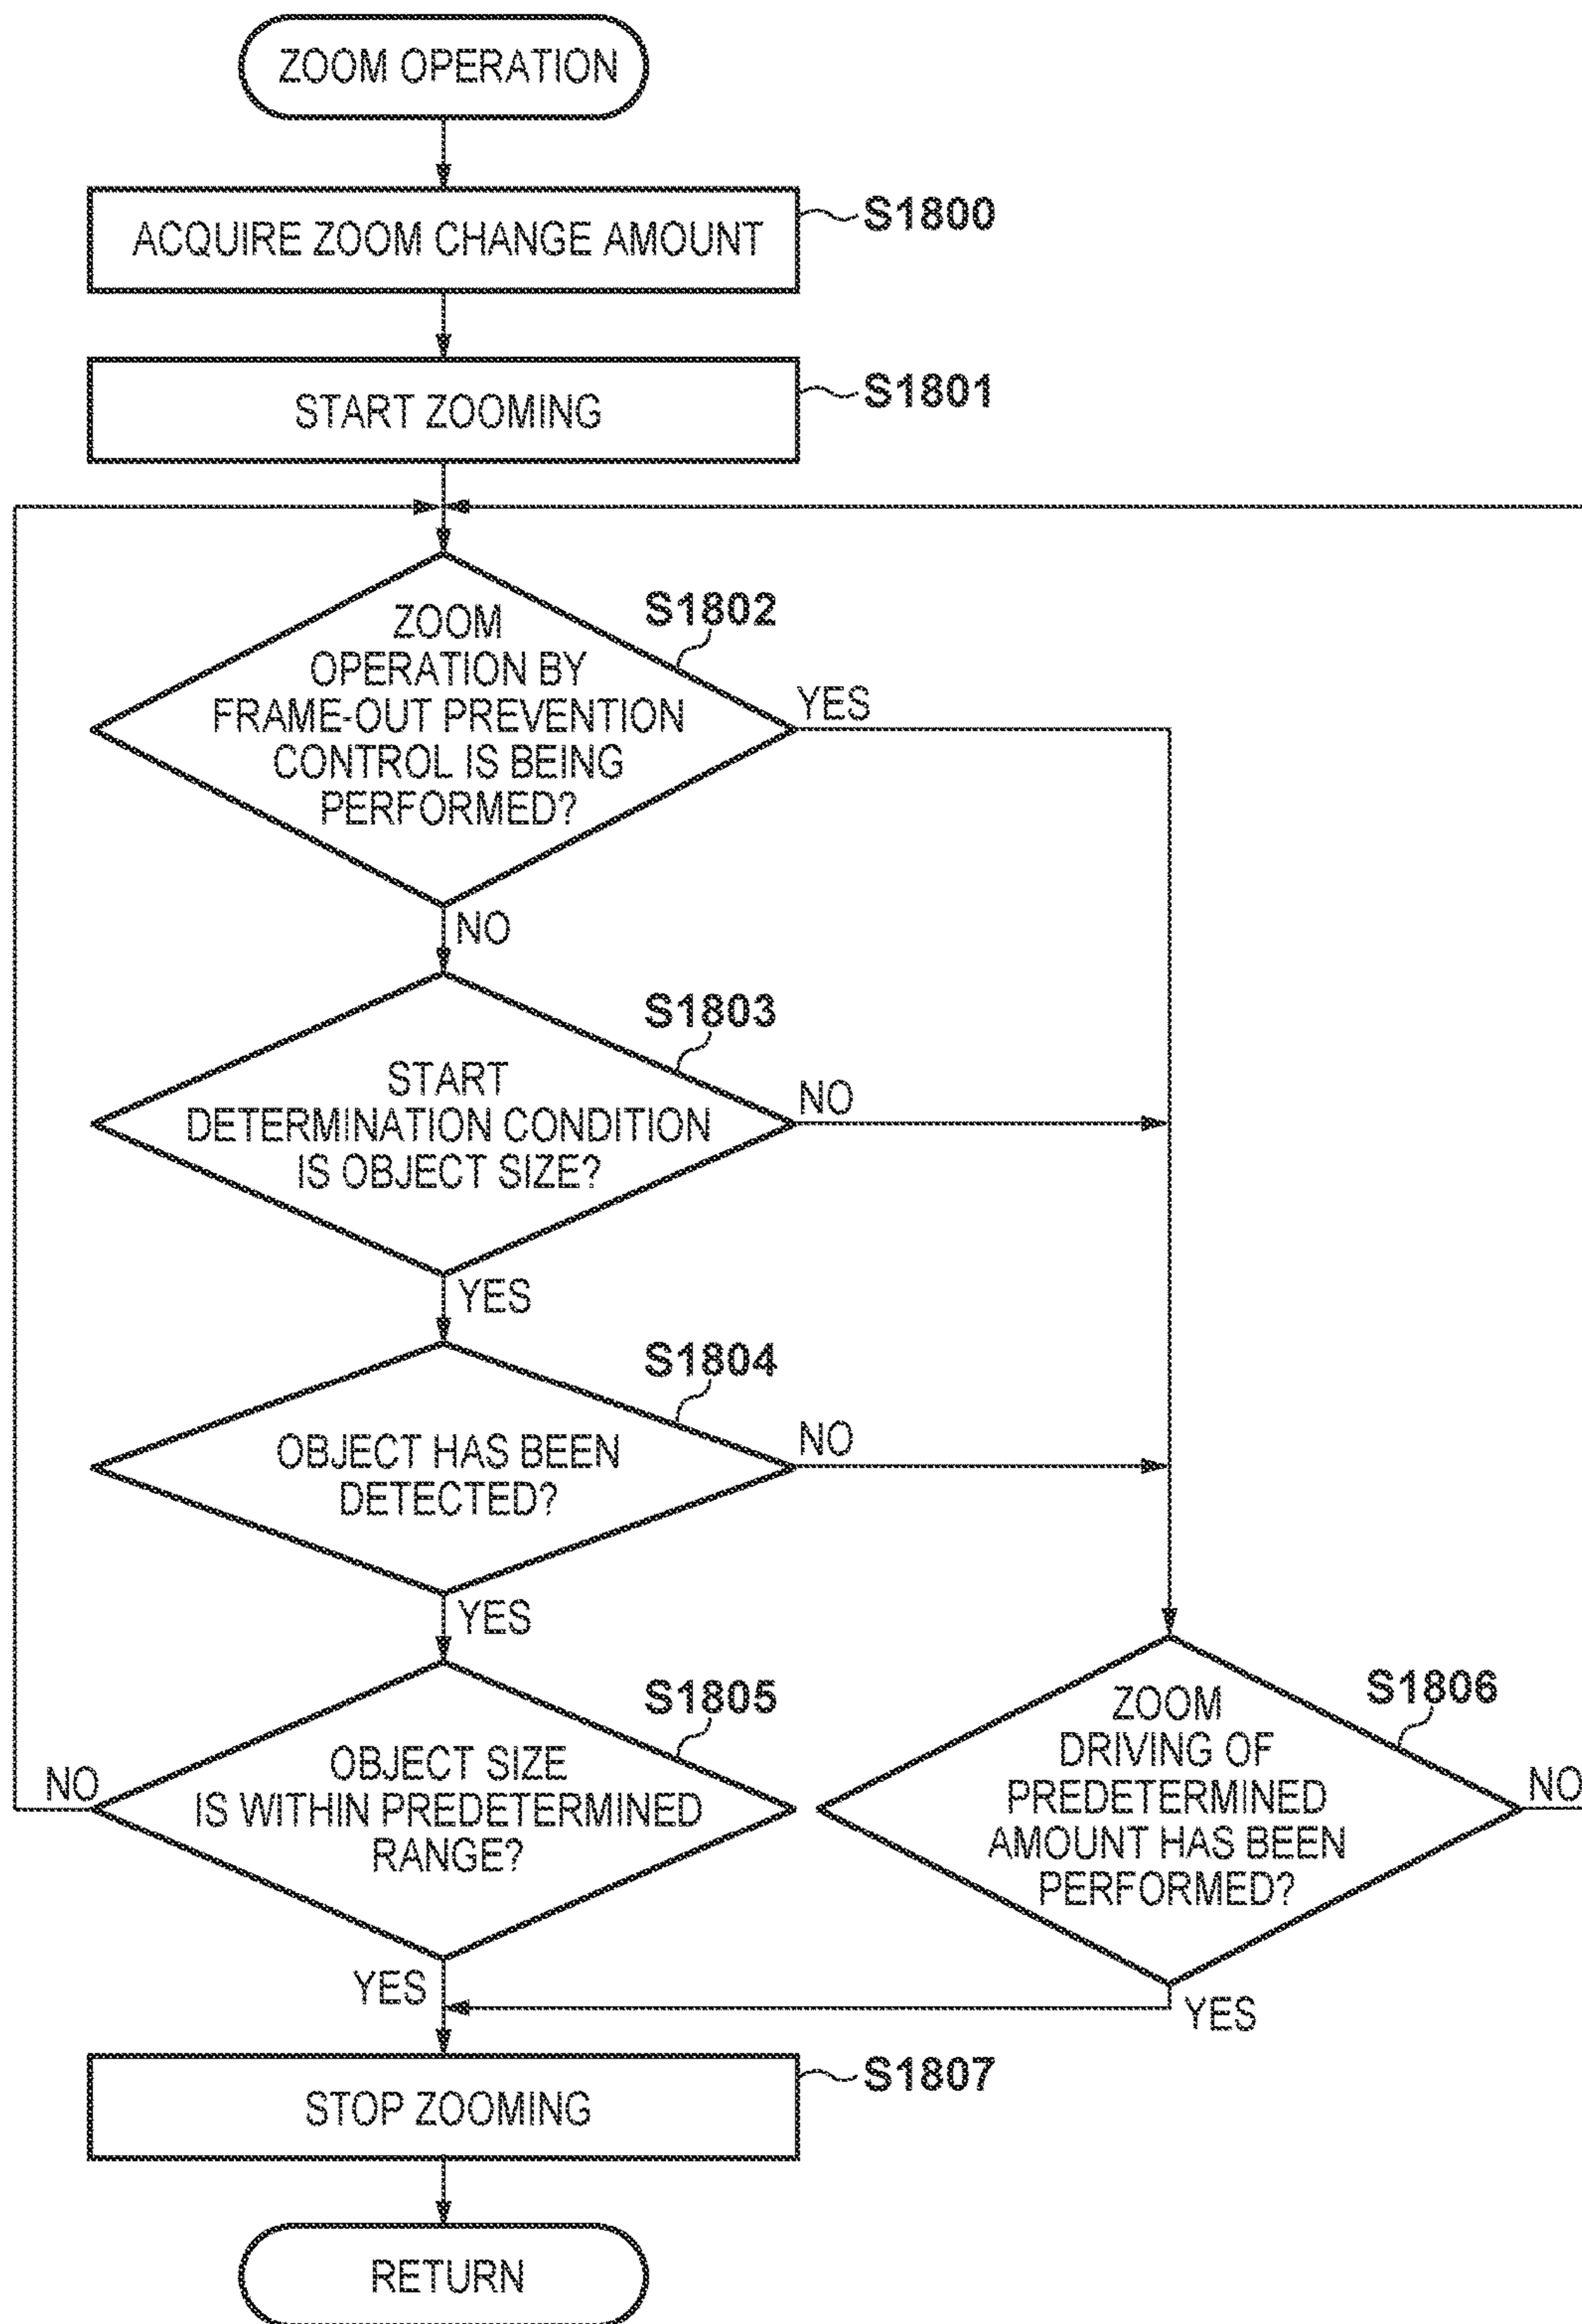 ZOOM OPERATION
ACQUIRE ZOOM CHANGE AMOUNT
S1800
START ZOOMING
S1801
S1802
ZOOM
OPERATION BY
FRAME-OUT PREVENTION
CONTROL IS BEING
PERFORMED?
YES
NO
S1803
START
DETERMINATION CONDITION
IS OBJECT SIZE?
NO
YES
S1804
OBJECT HAS BEEN
DETECTED?
NO
YES
S1805
OBJECT SIZE
IS WITHIN PREDETERMINED
RANGE?
NO
YES
S1806
ZOOM
DRIVING OF
PREDETERMINED
AMOUNT HAS BEEN
PERFORMED?
NO
YES
STOP ZOOMING
S1807
RETURN